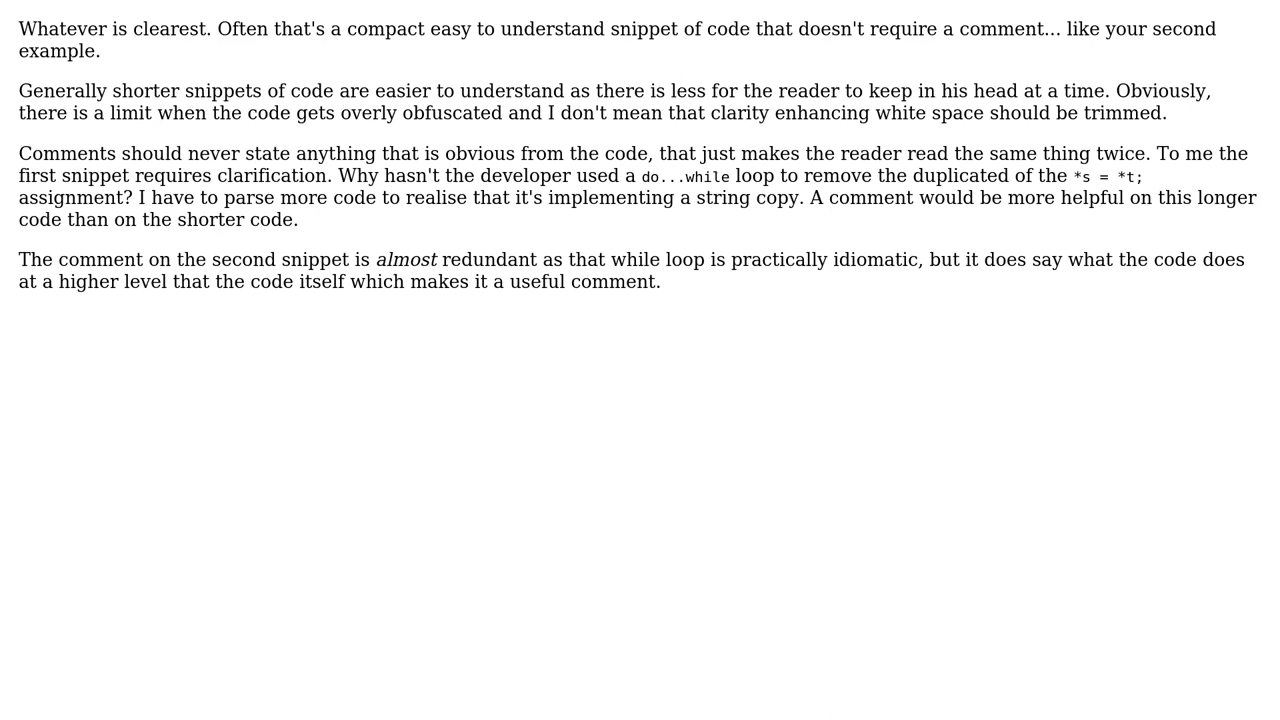 Whatever is clearest. Often that's a compact easy to understand snippet of code that doesn't require a comment... like your second
example.
Generally shorter snippets of code are easier to understand as there is less for the reader to keep in his head at a time. Obviously,
there is a limit when the code gets overly obfuscated and I don't mean that clarity enhancing white space should be trimmed.
Comments should never state anything that is obvious from the code, that just makes the reader read the same thing twice. To me the
first snippet requires clarification. Why hasn't the developer used a do...while loop to remove the duplicated of the *s = *t;
assignment? I have to parse more code to realise that it's implementing a string copy. A comment would be more helpful on this longer
code than on the shorter code.
The comment on the second snippet is almost redundant as that while loop is practically idiomatic, but it does say what the code does
at a higher level that the code itself which makes it a useful comment.